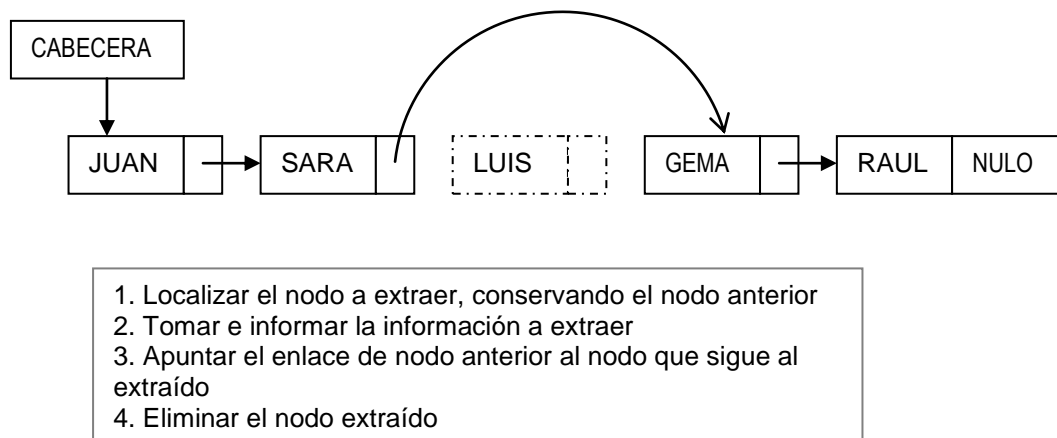 CABECERA
JUAN SARA LUIS GEMA RAUL NULO
1. Localizar el nodo a extraer, conservando el nodo anterior
2. Tomar e informar la información a extraer
3. Apuntar el enlace de nodo anterior al nodo que sigue al
extraído
4. Eliminar el nodo extraído